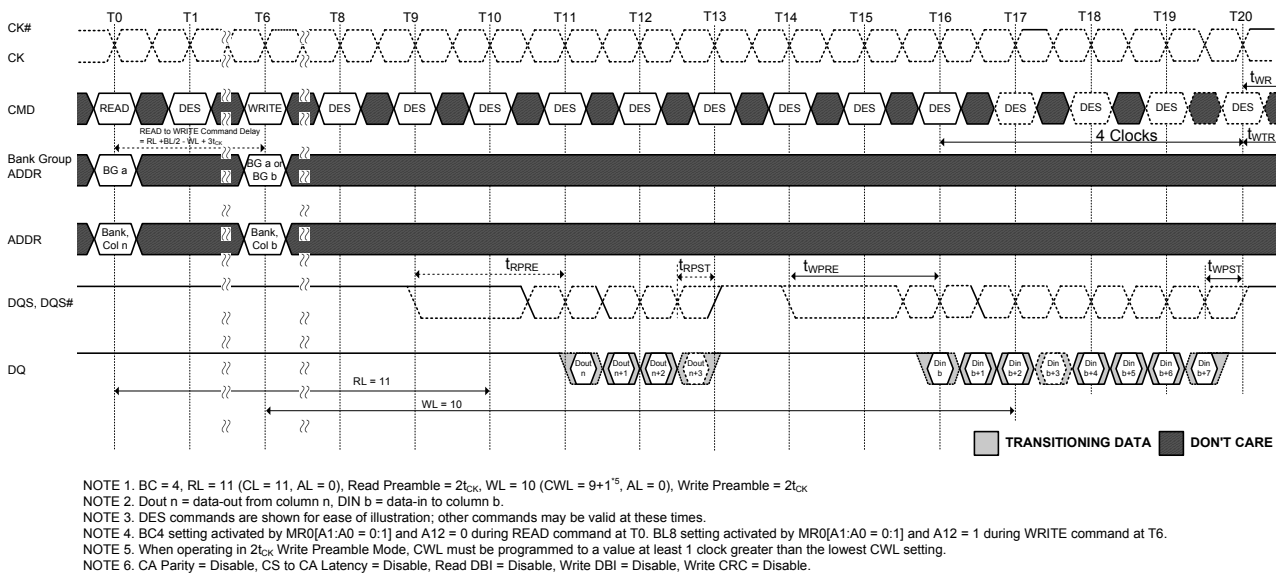 T0 T1 T6 T8 T9 T10 T11 T12 T13 T14 T15 T16 T17 T18 T19 T20
CK#
CK
tWR
CMD READ DES WRITE DES DES DES DES DES DES DES DES DES DES DES DES DES
READ to WRITE Command Delay
= RL +BL/2 - WL + 3tCK
4 Clocks
tWTR
Bank Group
ADDR
BG a
BG a or
BG b
ADDR
Bank,
Col n
Bank,
Col b
tRPRE tRPST tWPRE tWPST
DQS, DQS#
DQ
Dout
n
Dout
n+1
Dout
n+2
Dout
n+3
Din
b
Din
b+1
Din
b+2
Din
b+3
Din
b+4
Din
b+5
Din
b+6
Din
b+7
RL = 11
WL = 10
TRANSITIONING DATA DON'T CARE
NOTE 1. BC = 4, RL = 11 (CL = 11, AL = 0), Read Preamble = 2tCK, WL = 10 (CWL = 9+1*5, AL = 0), Write Preamble = 2tCK
NOTE 2. Dout n = data-out from column n, DIN b = data-in to column b.
NOTE 3. DES commands are shown for ease of illustration; other commands may be valid at these times.
NOTE 4. BC4 setting activated by MR0[A1:A0 = 0:1] and A12 = 0 during READ command at T0. BL8 setting activated by MR0[A1:A0 = 0:1] and A12 = 1 during WRITE command at T6.
NOTE 5. When operating in 2tCK Write Preamble Mode, CWL must be programmed to a value at least 1 clock greater than the lowest CWL setting.
NOTE 6. CA Parity = Disable, CS to CA Latency = Disable, Read DBI = Disable, Write DBI = Disable, Write CRC = Disable.